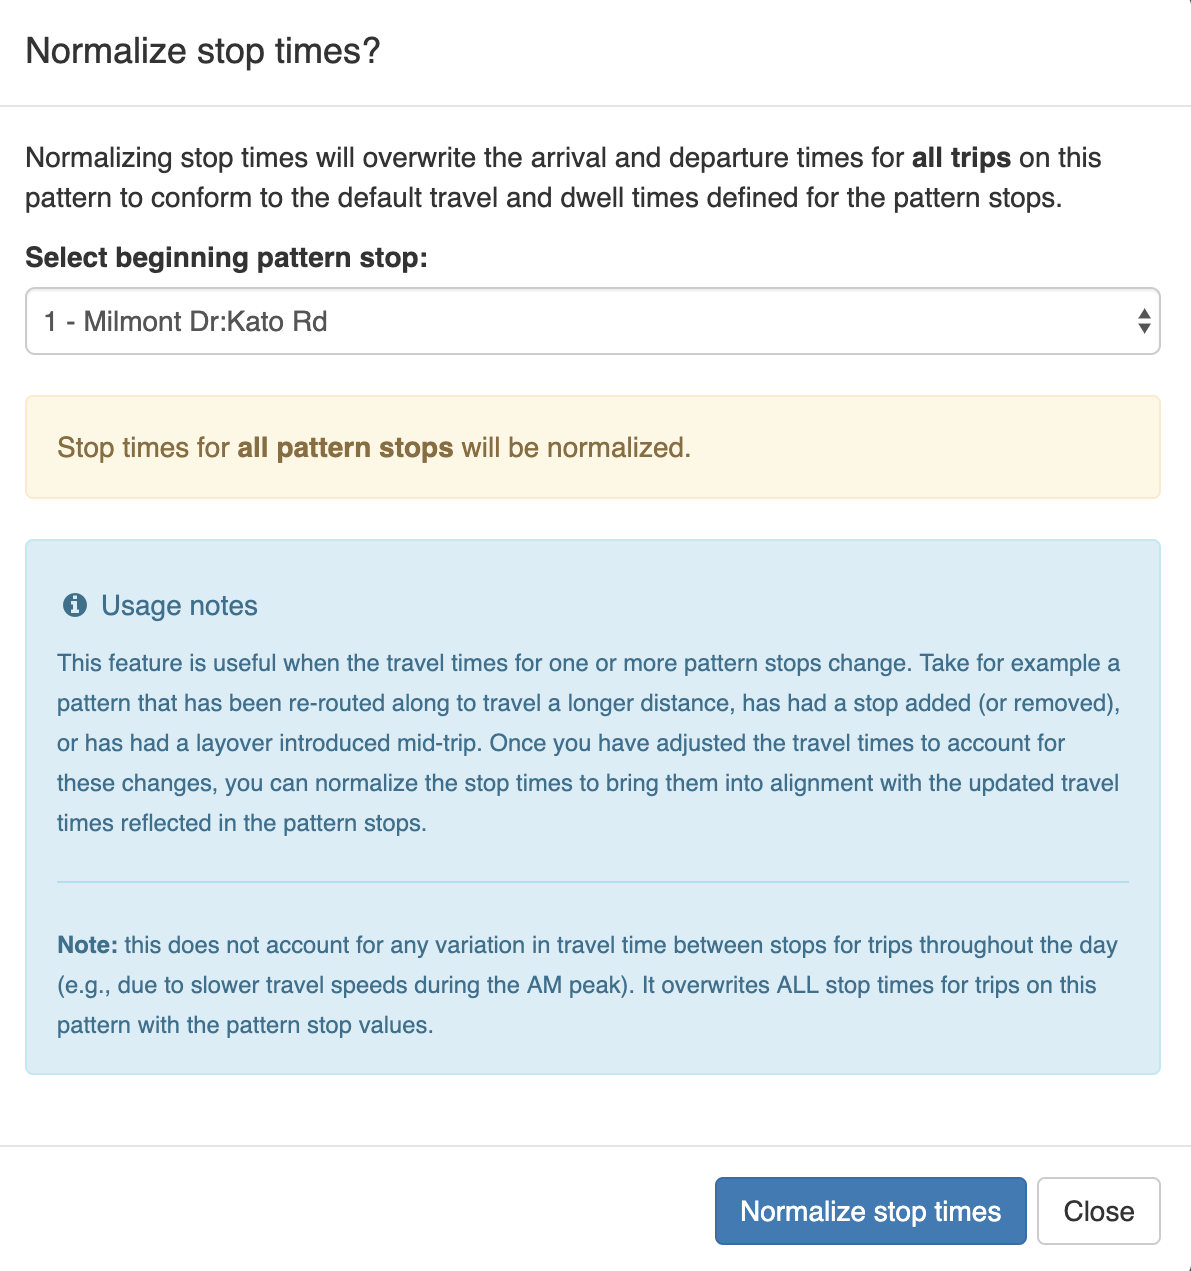 Normalize stop times?
Normalizing stop times will overwrite the arrival and departure times for all trips on this
pattern to conform to the default travel and dwell times defined for the pattern stops.
Select beginning pattern stop:
1 - Milmont Dr:Kato Rd
Stop times for all pattern stops will be normalized.
Usage notes
This feature is useful when the travel times for one or more pattern stops change. Take for example a
pattern that has been re-routed along to travel a longer distance, has had a stop added (or removed),
or has had a layover introduced mid-trip. Once you have adjusted the travel times to account for
these changes, you can normalize the stop times to bring them into alignment with the updated travel
times reflected in the pattern stops.
Note: this does not account for any variation in travel time between stops for trips throughout the day
(e.g., due to slower travel speeds during the AM peak). It overwrites ALL stop times for trips on this
pattern with the pattern stop values.
Normalize stop times
Close